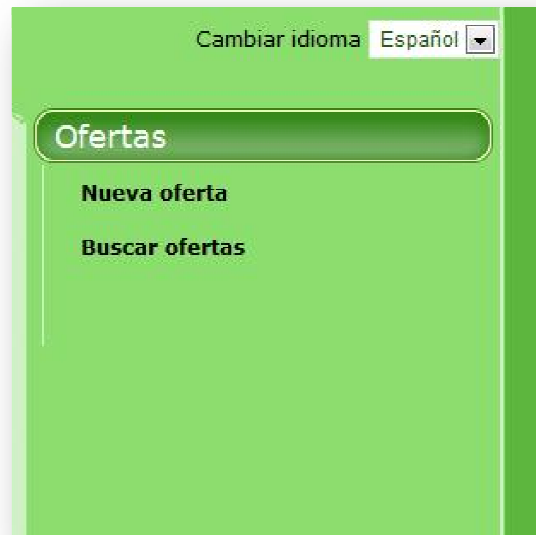 Cambiar idioma Español
Ofertas
Nueva oferta
Buscar ofertas